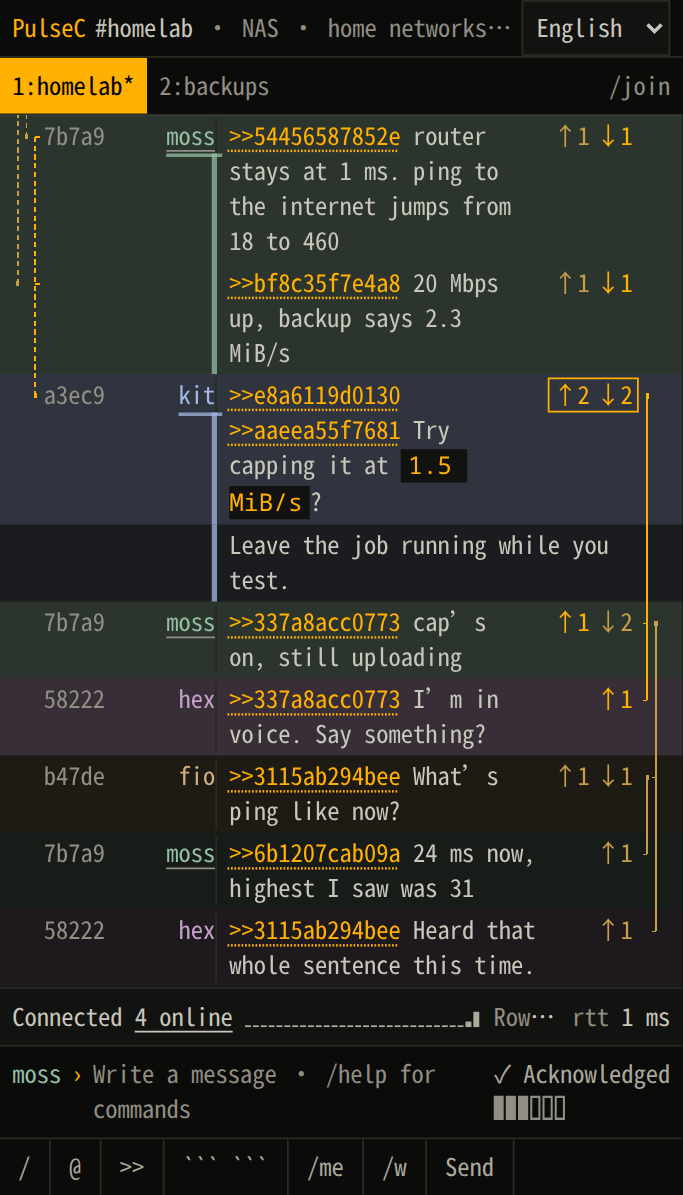 PulseC #homelab • NAS • home networks··· English
1:homelab* 2:backups /join
7b7a9 moss >>54456587852e router ↑1 ↓1
stays at 1 ms. ping to
the internet jumps from
18 to 460
>>bf8c35f7e4a8 20 Mbps ↑1 ↓1
up, backup says 2.3
MiB/s
a3ec9 kit >>e8a6119d0130 ↑2 ↓2
>>aaeea55f7681 Try
capping it at 1.5
MiB/s ?
Leave the job running while you
test.
7b7a9 moss >>337a8acc0773 cap’s ↑1 ↓2
on, still uploading
58222 hex >>337a8acc0773 I’m in ↑1
voice. Say something?
b47de fio >>3115ab294bee What’s ↑1 ↓1
ping like now?
7b7a9 moss >>6b1207cab09a 24 ms now, ↑1
highest I saw was 31
58222 hex >>3115ab294bee Heard that ↑1
whole sentence this time.
Connected 4 online Row··· rtt 1 ms
moss › Write a message • /help for ✓ Acknowledged
commands
/ @ >> ``` ``` /me /w Send